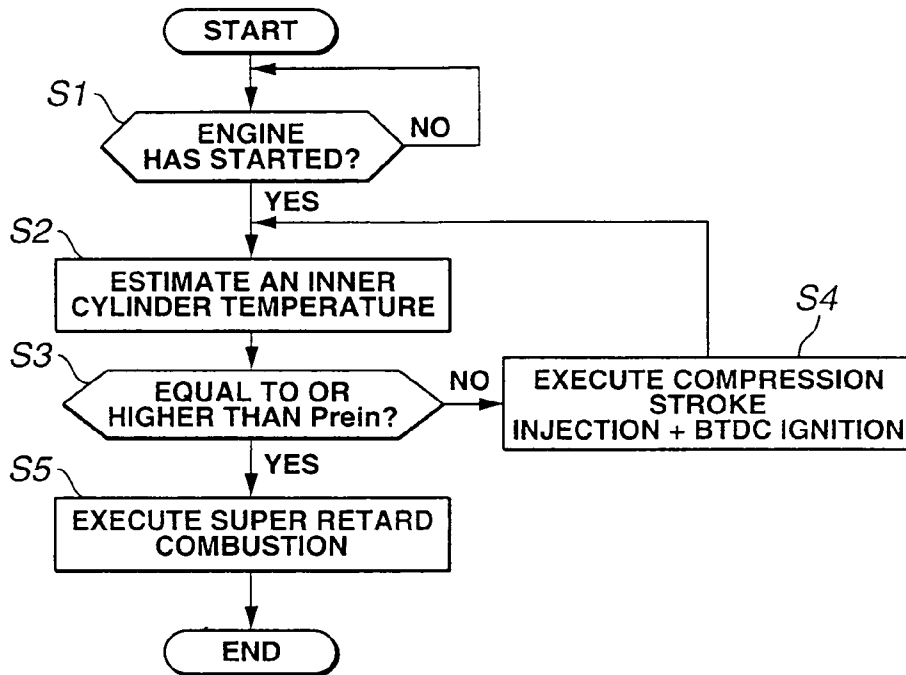 START
S1
ENGINE
HAS STARTED?
NO
YES
S2
ESTIMATE AN INNER
CYLINDER TEMPERATURE
S3
EQUAL TO OR
HIGHER THAN Prein?
NO
S4
EXECUTE COMPRESSION
STROKE
INJECTION + BTDC IGNITION
YES
S5
EXECUTE SUPER RETARD
COMBUSTION
END